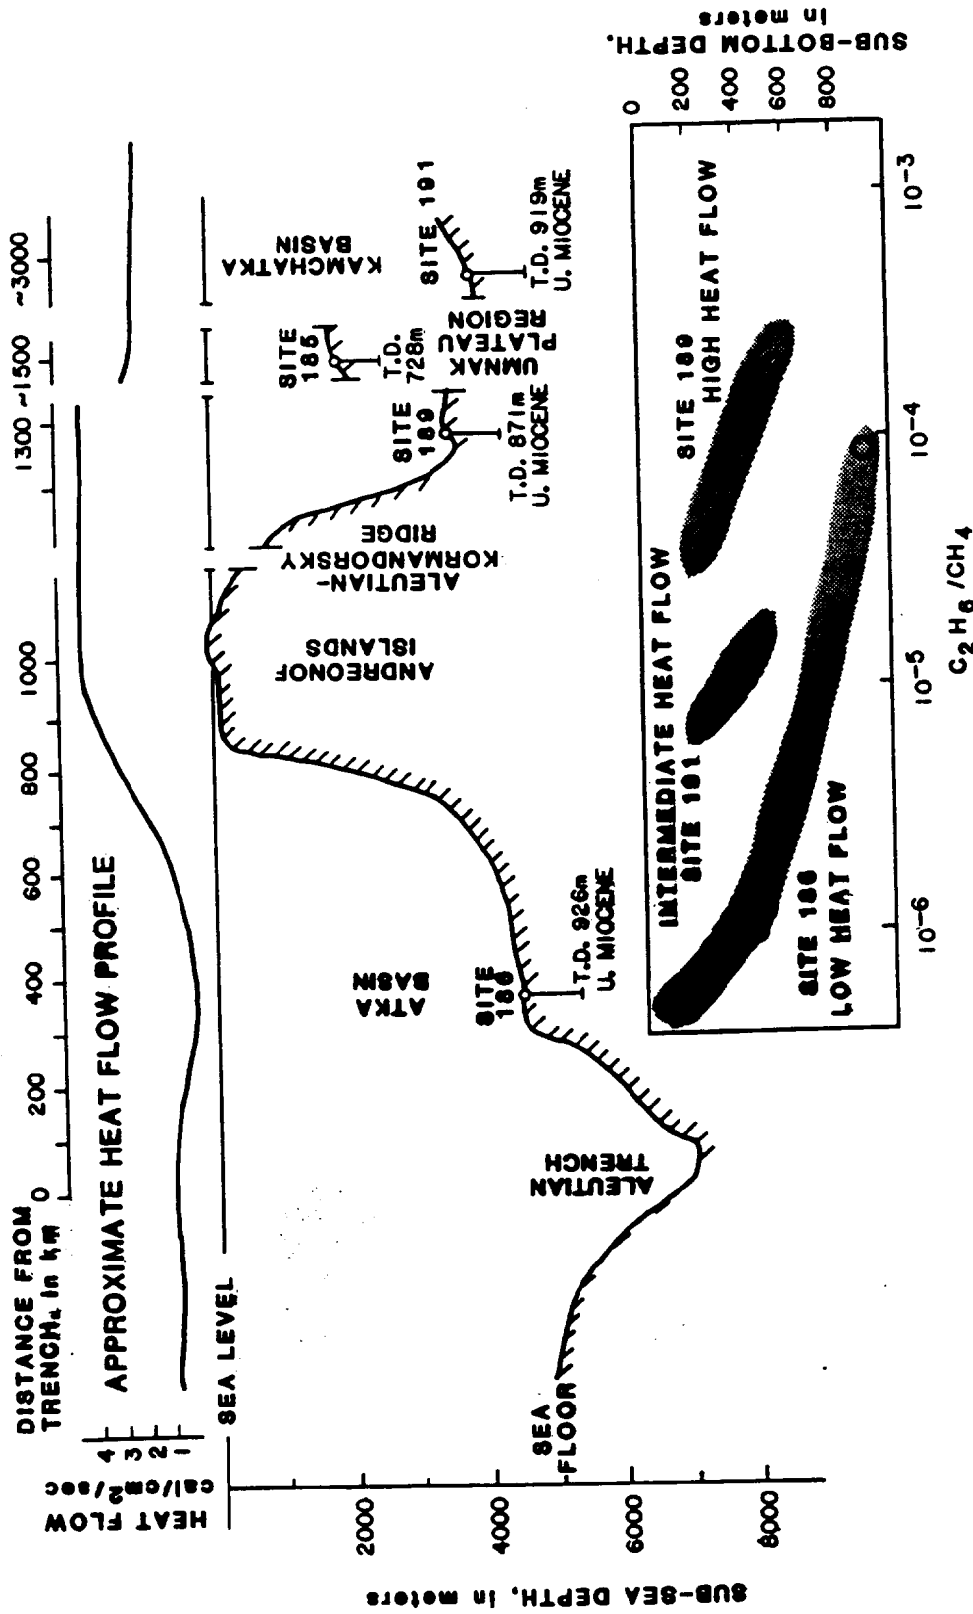 DISTANCE FROM
TRENCH, in km
0 200 400 600 800 1000 1300 ~1500 ~3000
APPROXIMATE HEAT FLOW PROFILE
HEAT FLOW
cal/cm²/sec
4
3
2
1
SEA LEVEL
SUB-SEA DEPTH, in meters
2000
4000
6000
8000
SEA
FLOOR
ALEUTIAN
TRENCH
ATKA
BASIN
SITE
186
T.D. 926m
U. MIOCENE
ANDREONOF
ISLANDS
ALEUTIAN-
KORMANDORSKY
RIDGE
SITE
189
T.D. 871m
U. MIOCENE
SITE
185
T.D.
728m
UMNAK
PLATEAU
REGION
KAMCHATKA
BASIN
SITE 191
T.D. 919m
U. MIOCENE
INTERMEDIATE HEAT FLOW
SITE 191
SITE 189
HIGH HEAT FLOW
SITE 186
LOW HEAT FLOW
0
200
400
600
800
SUB-BOTTOM DEPTH,
in meters
10⁻⁶ 10⁻⁵ 10⁻⁴ 10⁻³
C₂H₆/CH₄